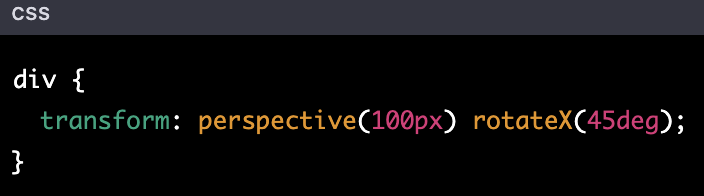 CSS
div {
transform: perspective(100px) rotateX(45deg);
}